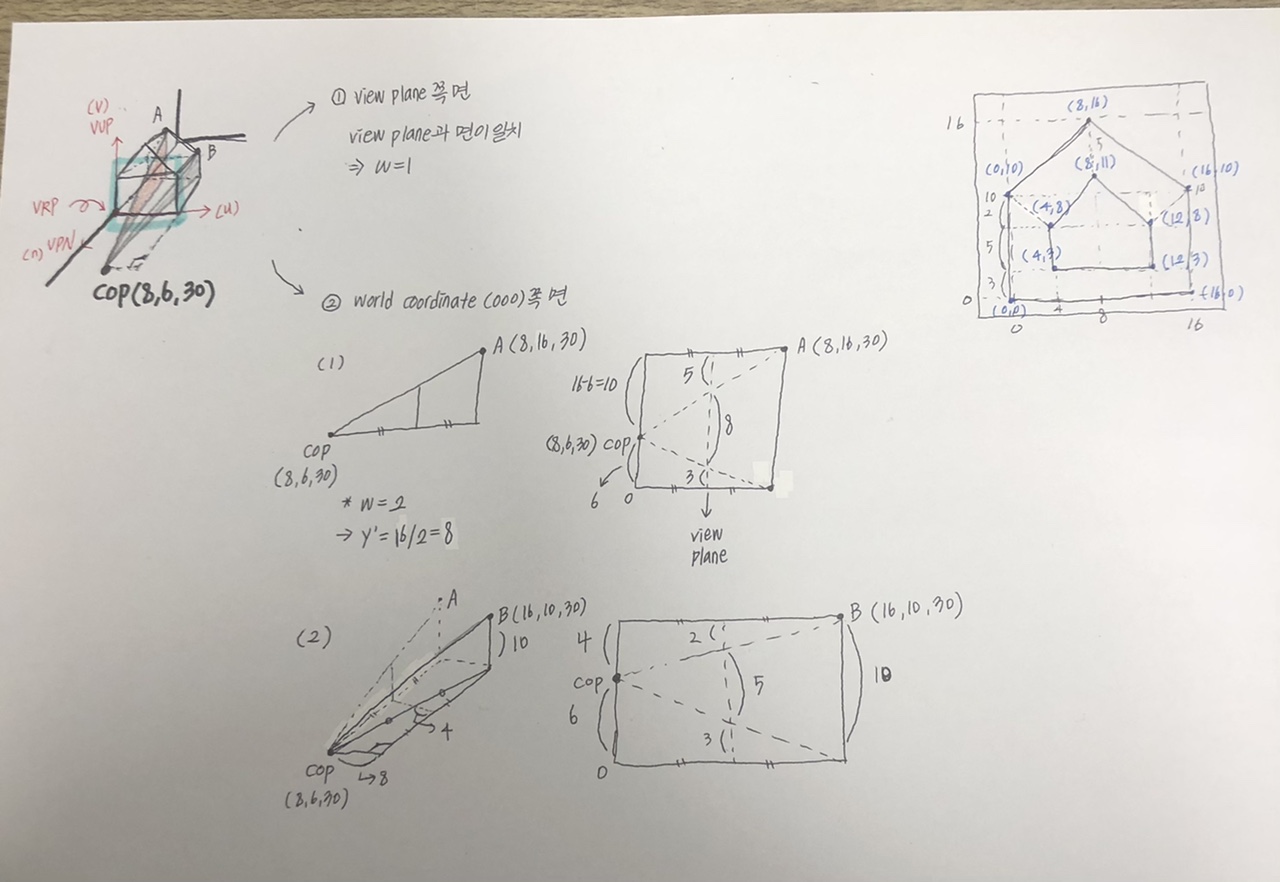 (V)
VUP
A
B
VRP
(u)
(n) VPN
COP(8,6,30)
① view plane 쪽 면
view plane과 면이 일치
⇒ w=1
② world coordinate (000) 쪽 면
(1)
A (8,16,30)
COP
(8,6,30)
* w=2
→ y'=16/2=8
A (8,16,30)
16-6=10
5
8
(8,6,30) COP
3
6
0
view
plane
(2)
A
B(16,10,30)
10
4
COP
8
(8,6,30)
B (16,10,30)
4
2
COP
5
10
6
3
0
(8,16)
16
5
(0,10)
(8,11)
(16,10)
10
10
2
(4,8)
(12,8)
5
(4,3)
(12,3)
3
0
(0,0)
(16,0)
0
4
8
16